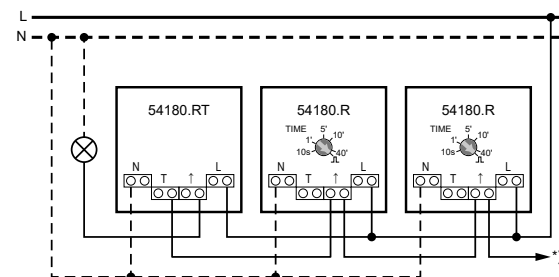 L
N
54180.RT
N T ↑ L
54180.R
TIME 5'
1' 10'
10s 40'
N T ↑ L
54180.R
TIME 5'
1' 10'
10s 40'
N T ↑ L